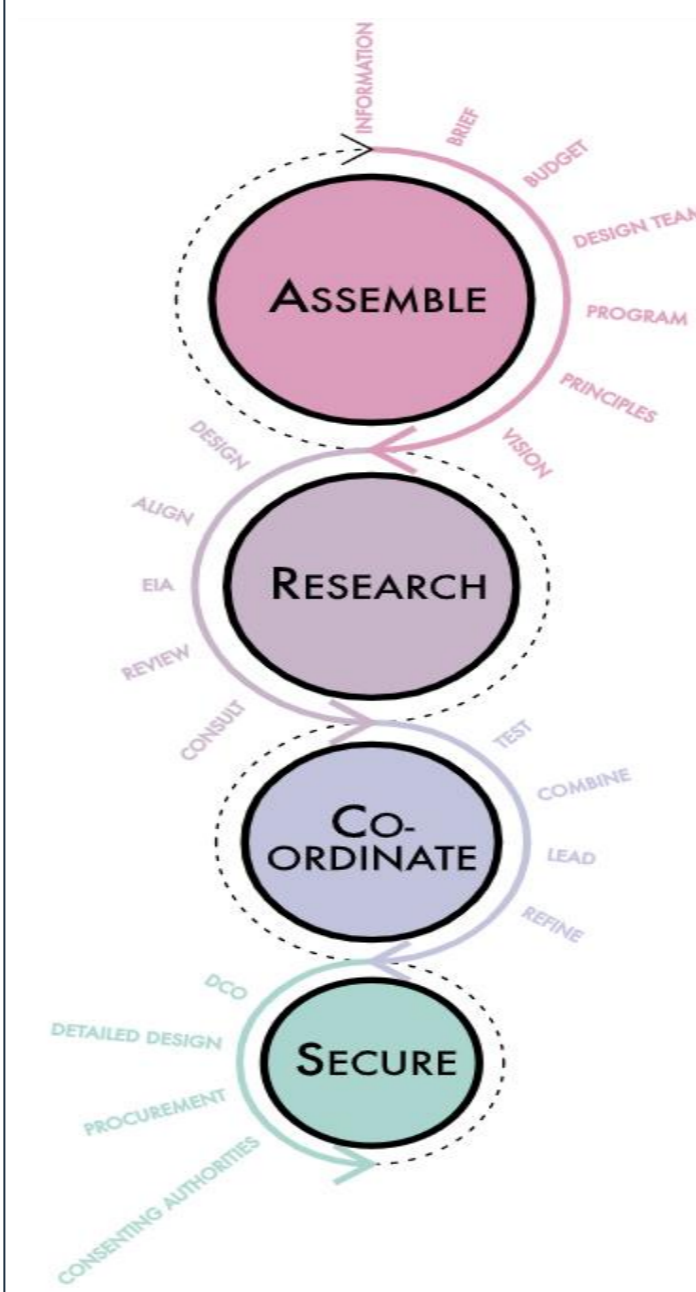 INFORMATION
BRIEF
BUDGET
DESIGN TEAM
PROGRAM
PRINCIPLES
VISION
ASSEMBLE
DESIGN
ALIGN
EIA
REVIEW
CONSULT
RESEARCH
TEST
COMBINE
LEAD
REFINE
CO-
ORDINATE
DCO
DETAILED DESIGN
PROCUREMENT
CONSENTING AUTHORITIES
SECURE